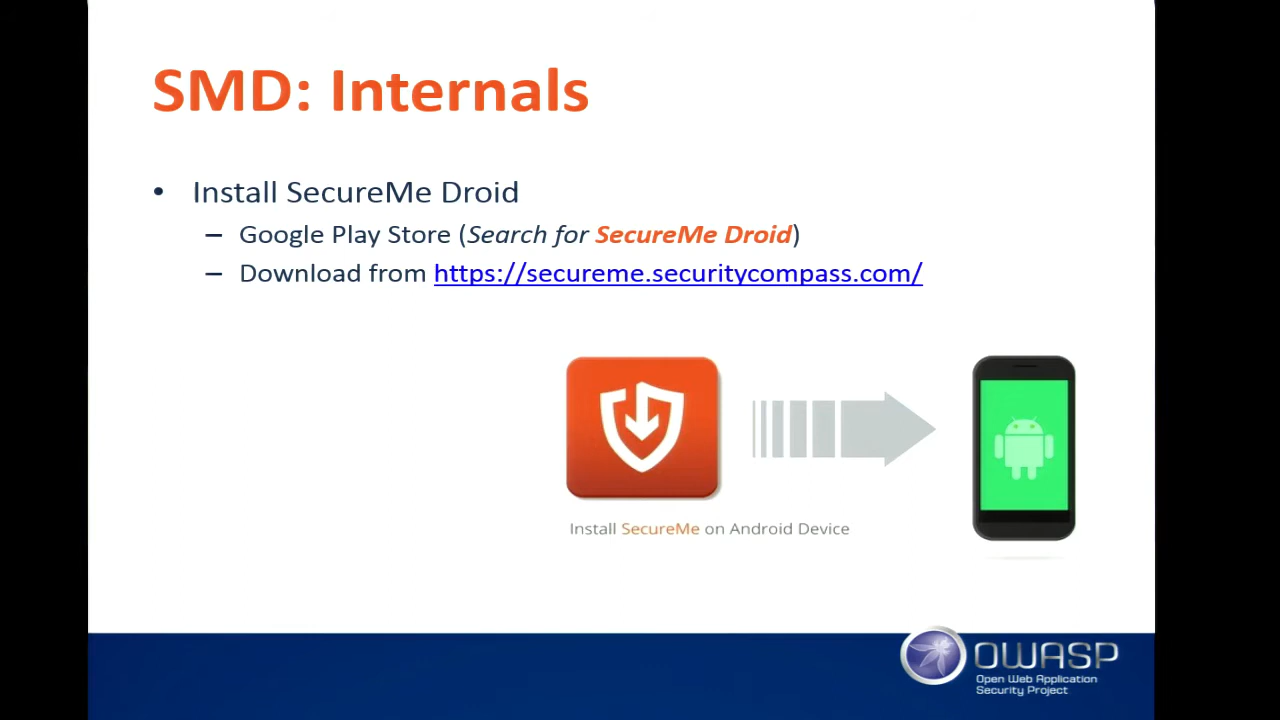 SMD: Internals
• Install SecureMe Droid
– Google Play Store (Search for SecureMe Droid)
– Download from https://secureme.securitycompass.com/
Install SecureMe on Android Device
OWASP
Open Web Application
Security Project